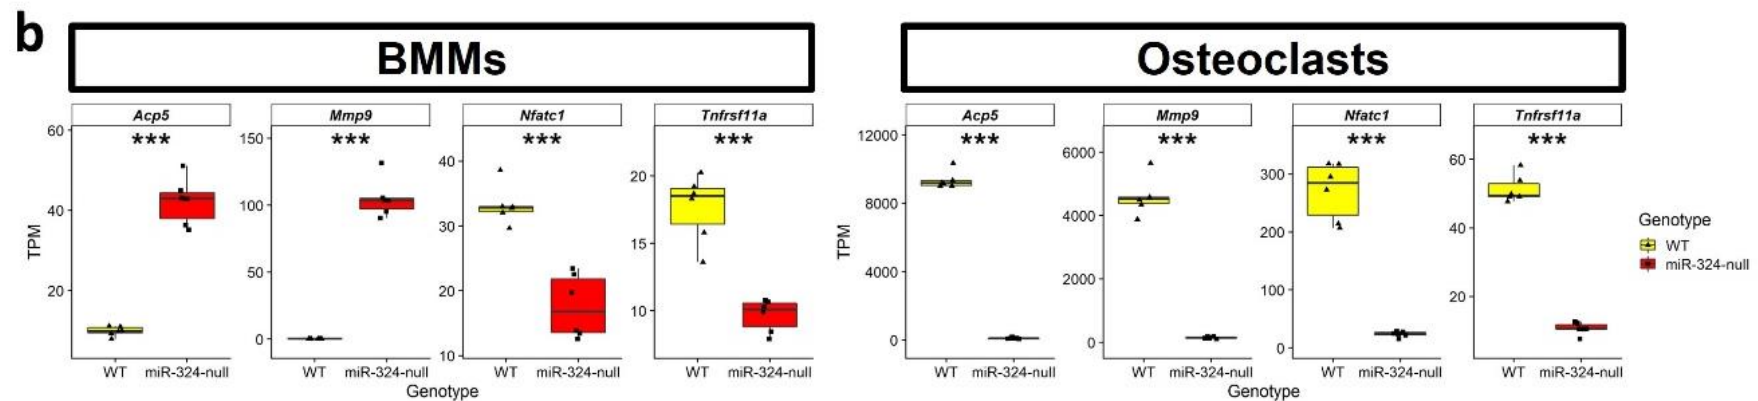 b
BMMs
Osteoclasts
Acp5
Mmp9
Nfatc1
Tnfrsf11a
Acp5
Mmp9
Nfatc1
Tnfrsf11a
***
***
***
***
***
***
***
***
TPM
60
40
20
150
100
50
0
40
30
20
10
20
15
10
TPM
12000
8000
4000
0
6000
4000
2000
0
300
200
100
0
60
40
20
WT miR-324-null
WT miR-324-null
WT miR-324-null
WT miR-324-null
WT miR-324-null
WT miR-324-null
WT miR-324-null
WT miR-324-null
Genotype
Genotype
Genotype
WT
miR-324-null